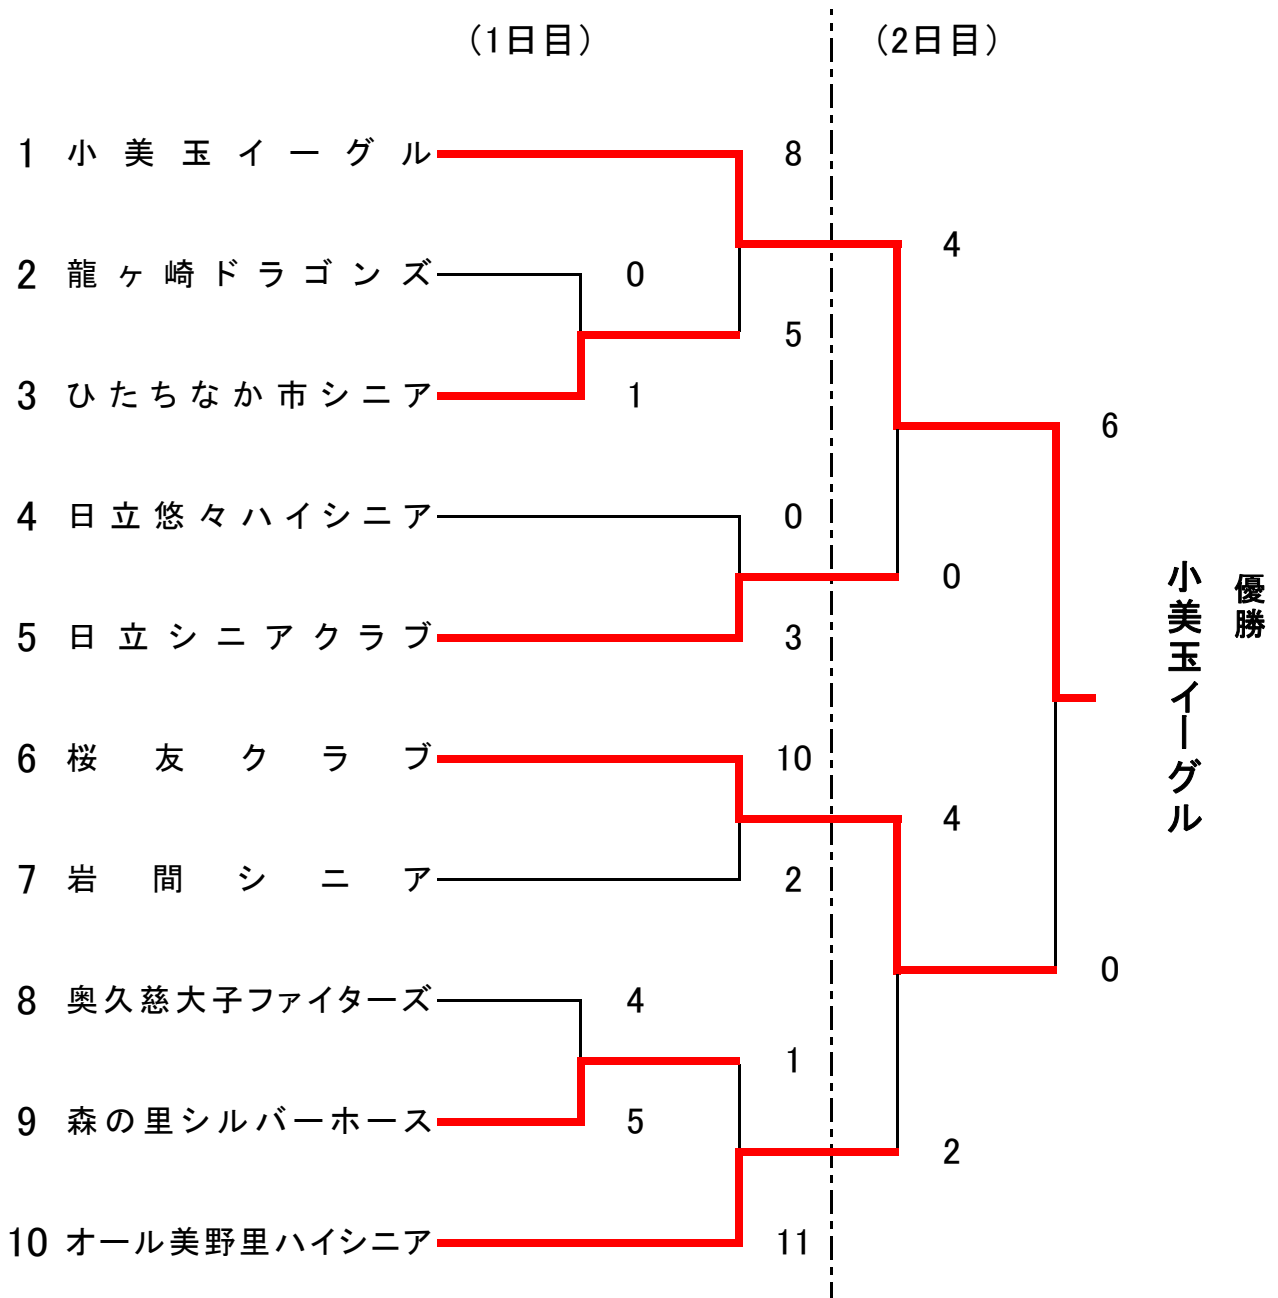 (1日目) (2日目)
1 小美玉イーグル 8
4
2 龍ヶ崎ドラゴンズ 0
5
3 ひたちなか市シニア 1
6
4 日立悠々ハイシニア 0
0
5 日立シニアクラブ 3
優勝
小美玉イーグル
6 桜友クラブ 10
4
7 岩間シニア 2
0
8 奥久慈大子ファイターズ 4
1
9 森の里シルバーホース 5
2
10 オール美野里ハイシニア 11